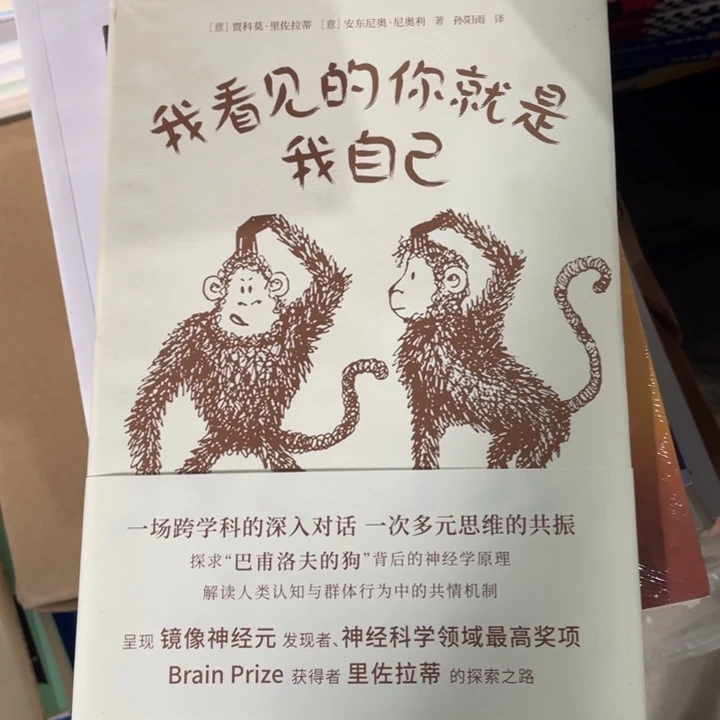 [意] 贾科莫·里佐拉蒂 [意] 安东尼奥·尼奥利 著 孙阳雨 译
我看见的你就是
我自己
一场跨学科的深入对话 一次多元思维的共振
探求“巴甫洛夫的狗”背后的神经学原理
解读人类认知与群体行为中的共情机制
呈现 镜像神经元 发现者、神经科学领域最高奖项
Brain Prize 获得者 里佐拉蒂 的探索之路